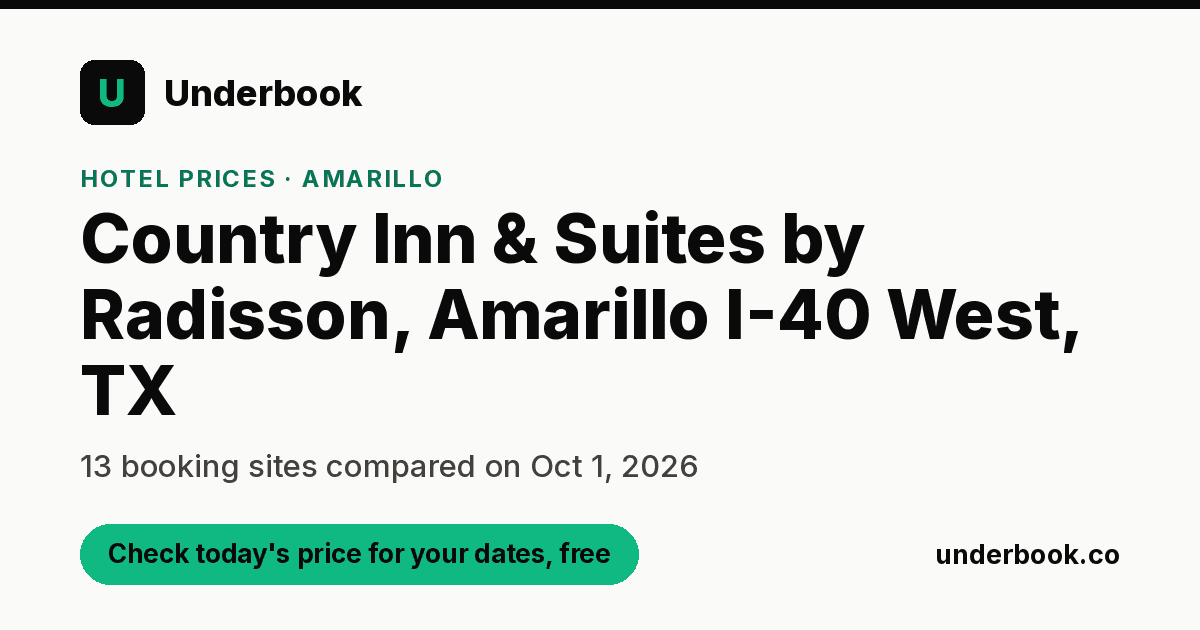 U Underbook
HOTEL PRICES · AMARILLO
Country Inn & Suites by
Radisson, Amarillo I-40 West,
TX
13 booking sites compared on Oct 1, 2026
Check today's price for your dates, free
underbook.co